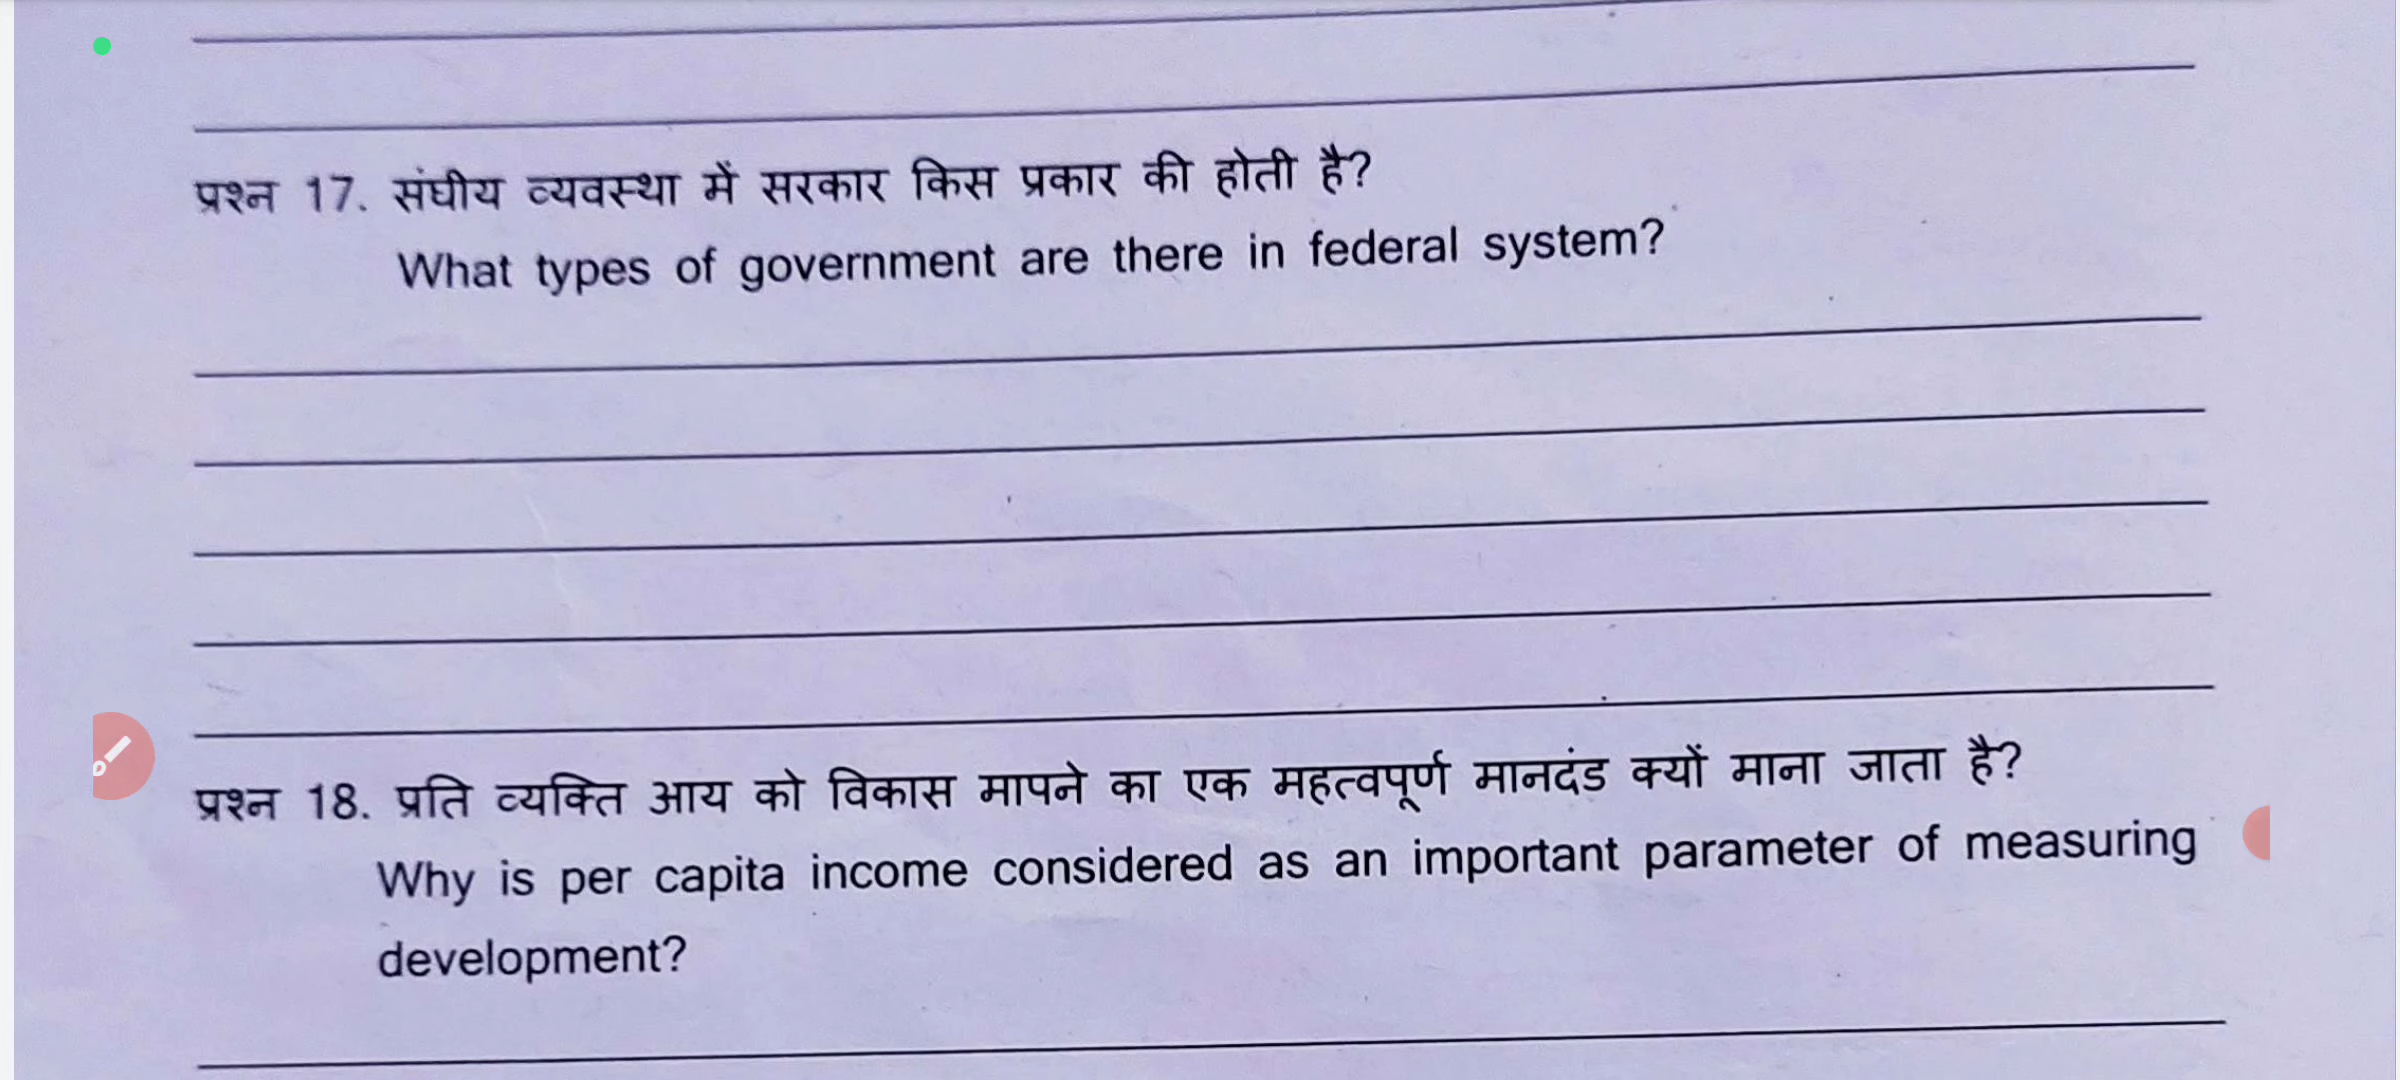 प्रश्न 17. संघीय व्यवस्था में सरकार किस प्रकार की होती है?
What types of government are there in federal system?
प्रश्न 18. प्रति व्यक्ति आय को विकास मापने का एक महत्वपूर्ण मानदंड क्यों माना जाता है?
Why is per capita income considered as an important parameter of measuring
development?